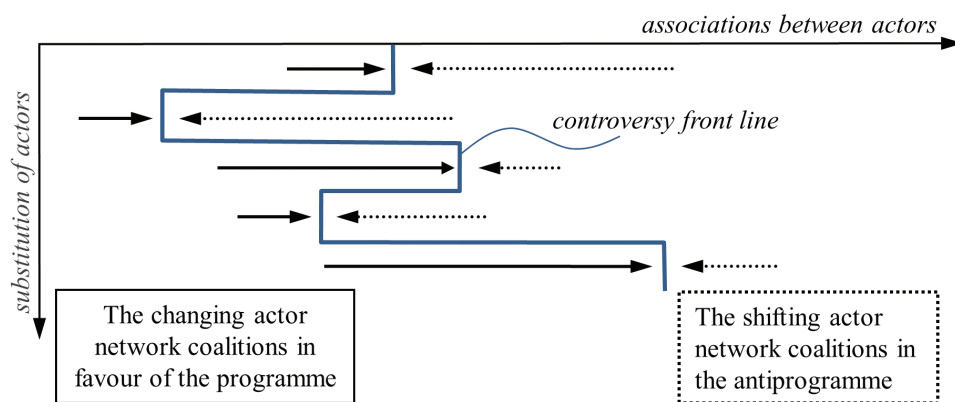 associations between actors
substitution of actors
controversy front line
The changing actor
network coalitions in
favour of the programme
The shifting actor
network coalitions in
the antiprogramme